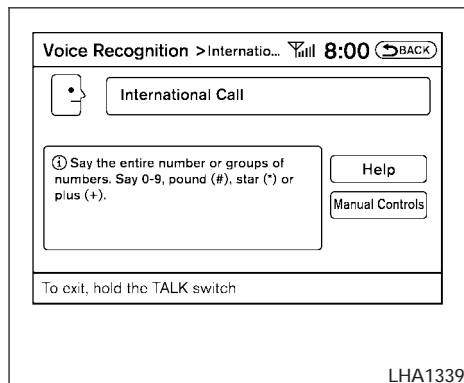 Voice Recognition >Internatio... 8:00 BACK
International Call
ⓘ Say the entire number or groups of
numbers. Say 0-9, pound (#), star (*) or
plus (+).
Help
Manual Controls
To exit, hold the TALK switch
LHA1339